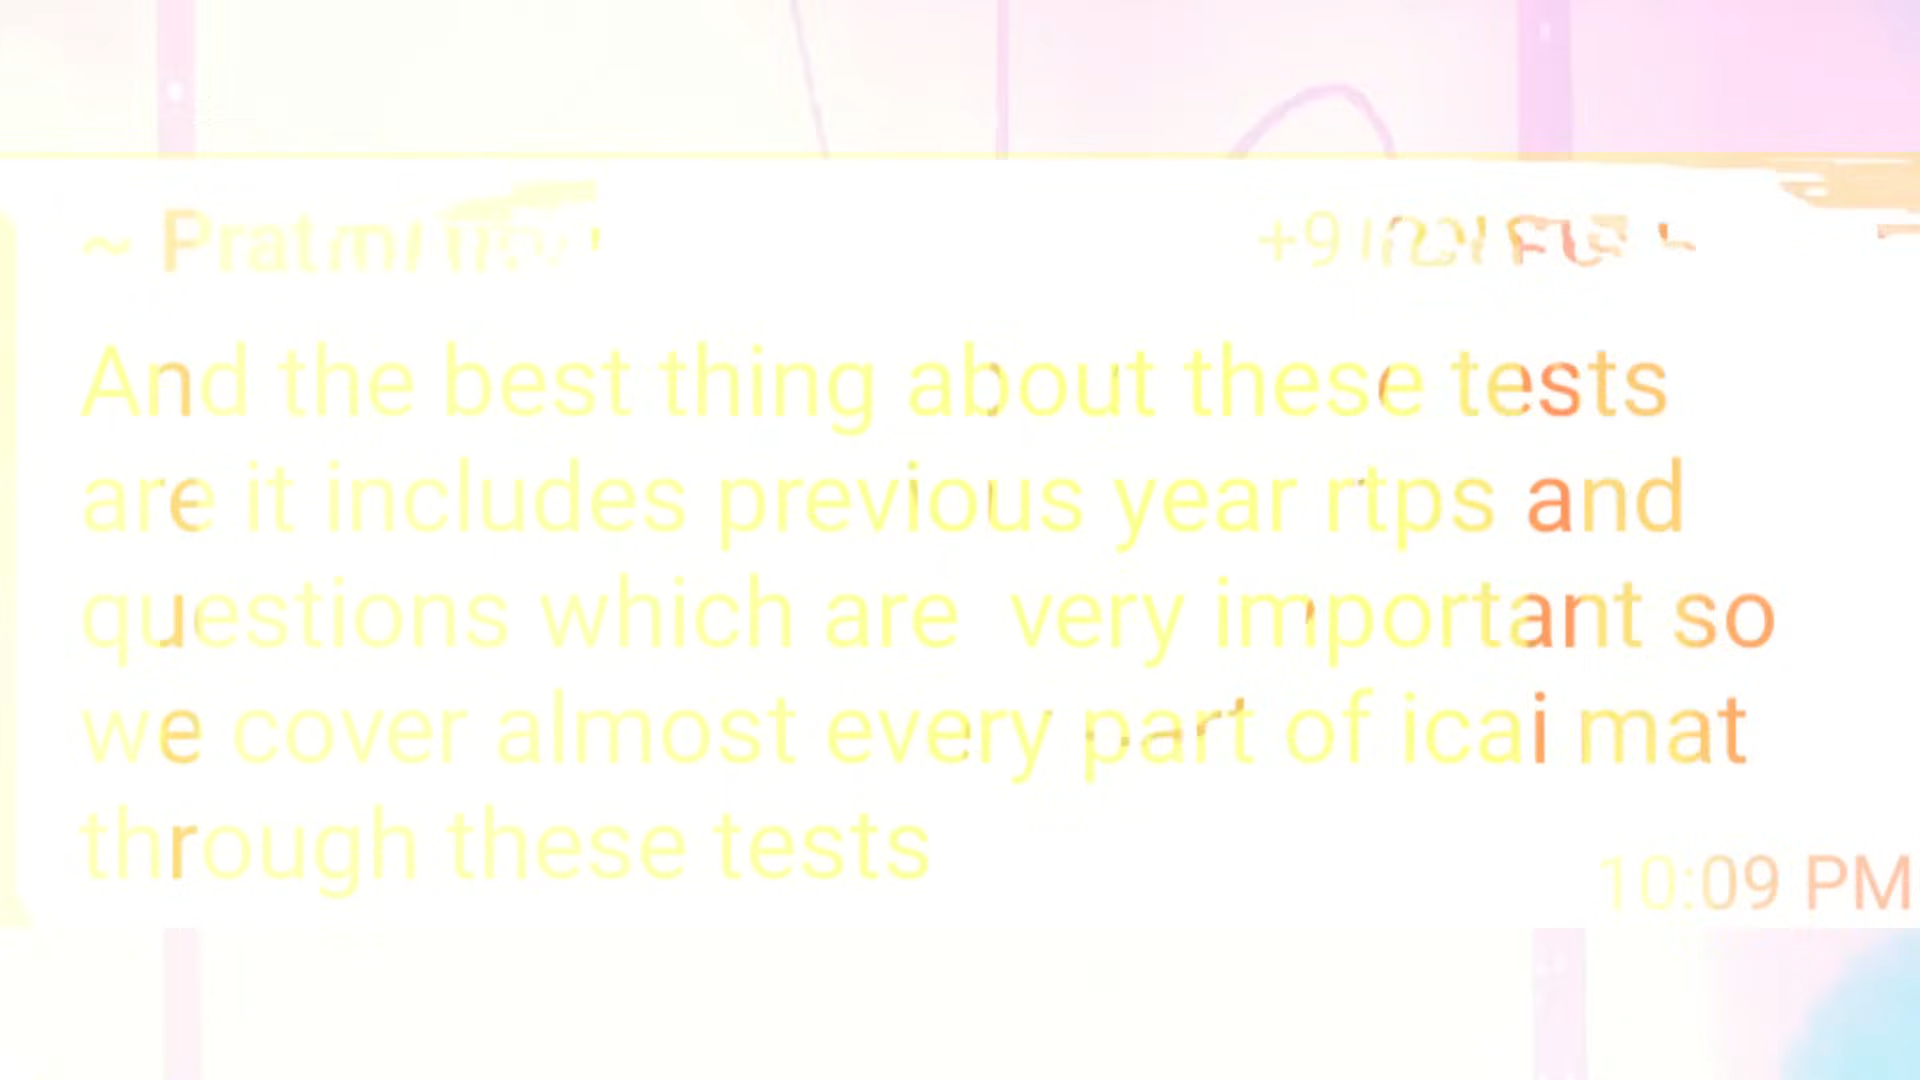 And the best thing about these tests
are it includes previous year rtps and
questions which are very important so
we cover almost every part of icai mat
through these tests
10:09 PM